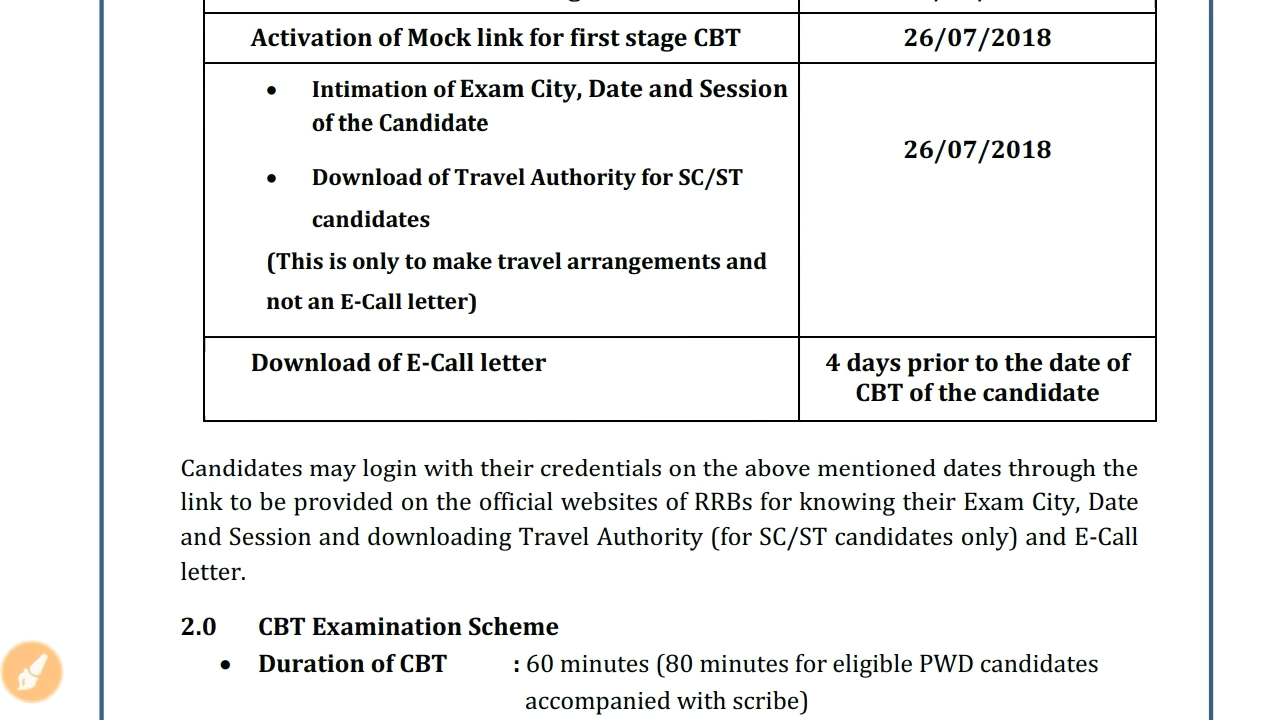 Activation of Mock link for first stage CBT
26/07/2018
• Intimation of Exam City, Date and Session
of the Candidate
• Download of Travel Authority for SC/ST
candidates
(This is only to make travel arrangements and
not an E-Call letter)
26/07/2018
Download of E-Call letter
4 days prior to the date of
CBT of the candidate
Candidates may login with their credentials on the above mentioned dates through the
link to be provided on the official websites of RRBs for knowing their Exam City, Date
and Session and downloading Travel Authority (for SC/ST candidates only) and E-Call
letter.
2.0 CBT Examination Scheme
• Duration of CBT : 60 minutes (80 minutes for eligible PWD candidates
accompanied with scribe)